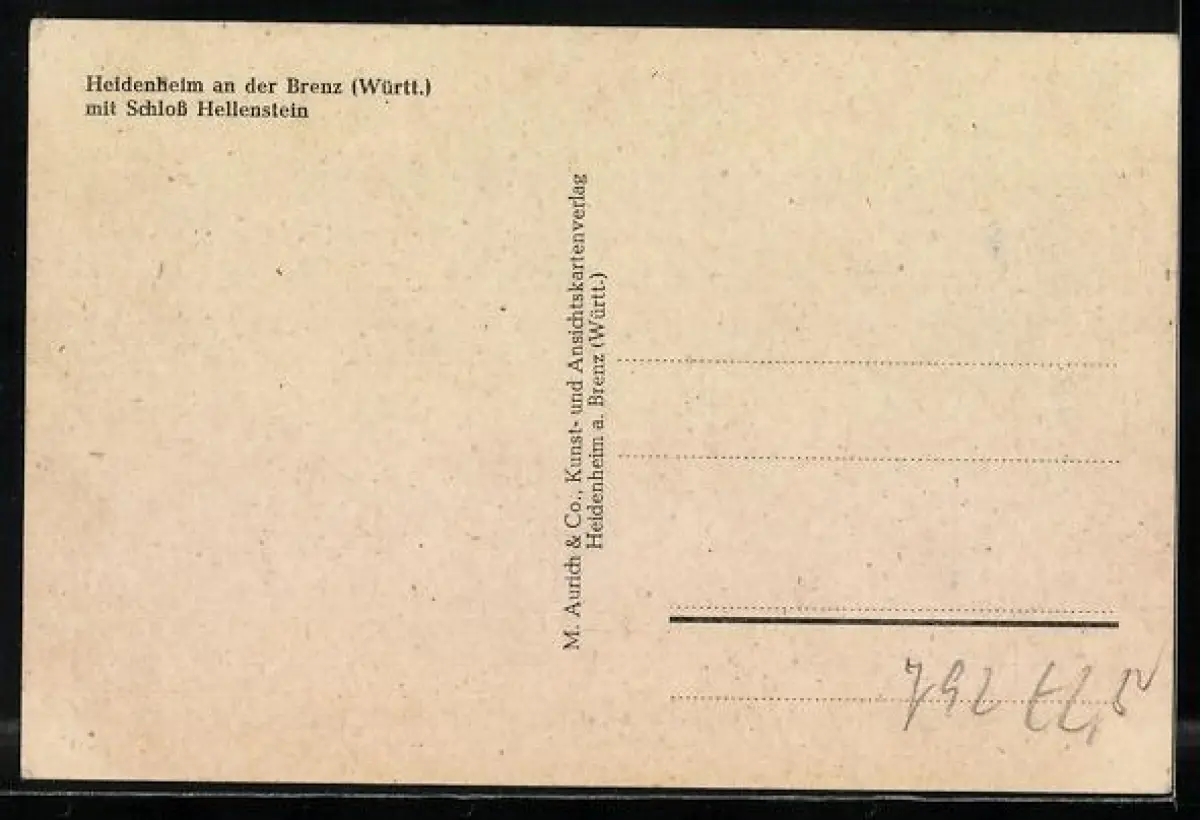 Heidenheim an der Brenz (Württ.)
mit Schloß Hellenstein
M. Aurich & Co., Kunst- und Ansichtskartenverlag
Heidenheim a. Brenz (Württ.)